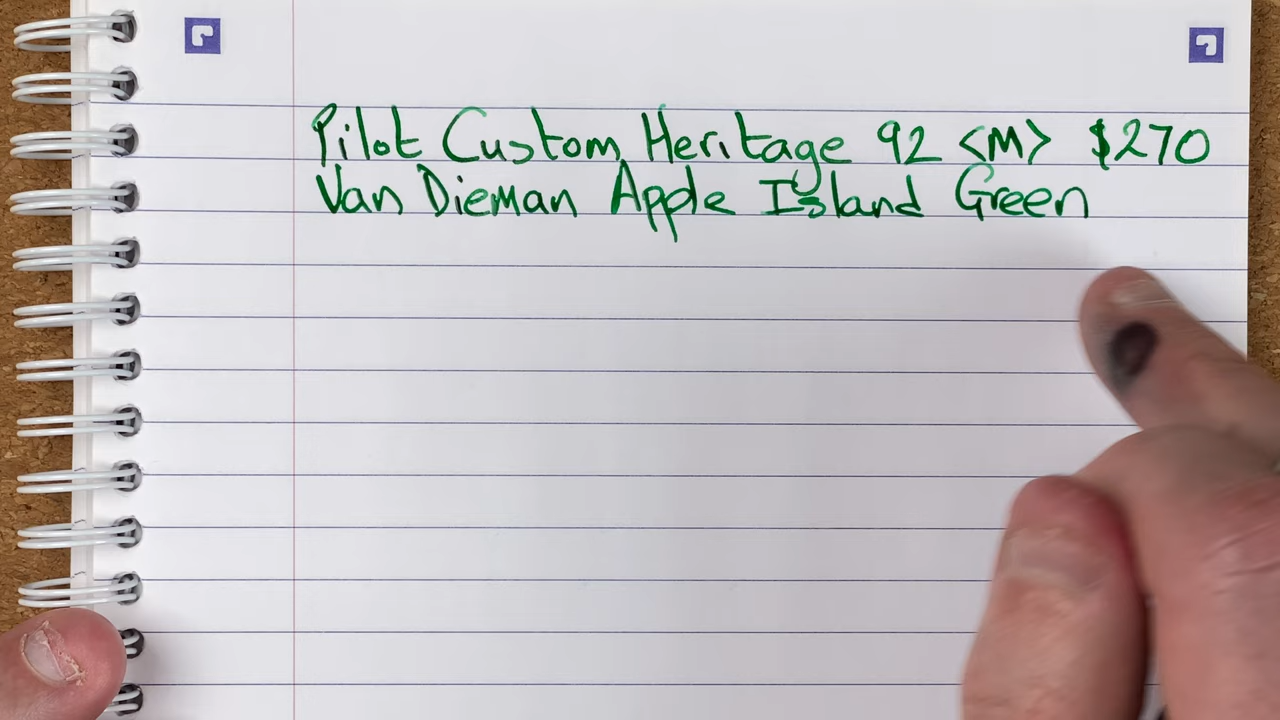 Pilot Custom Heritage 92 <M> $270
Van Dieman Apple Island Green